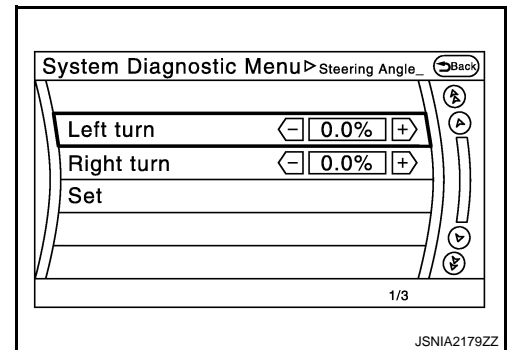 System Diagnostic Menu▷Steering Angle_ Back
Left turn − 0.0% +
Right turn − 0.0% +
Set
1/3
JSNIA2179ZZ